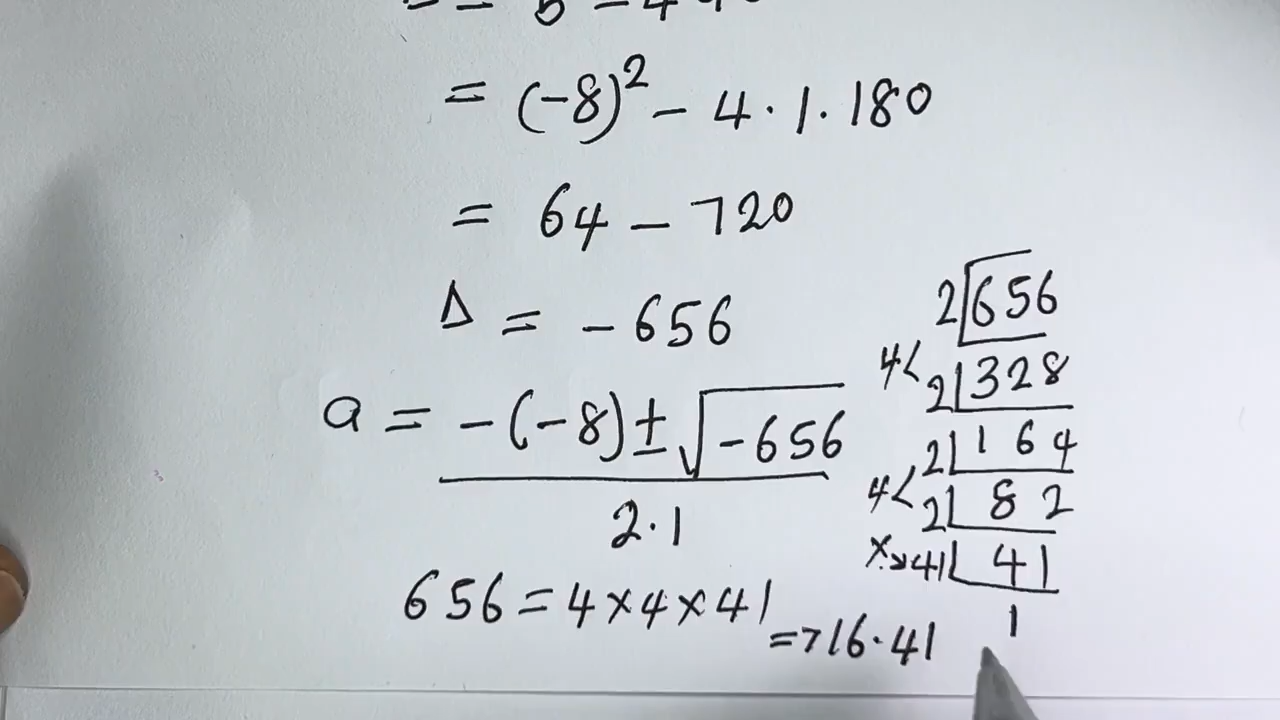 = (-8)² - 4·1·180
= 64 - 720
Δ = -656
a = -(-8)±√-656
2·1
656 = 4×4×41
=>16·41
2 656
4< 2 328
2 164
4< 2 82
×→41 41
1